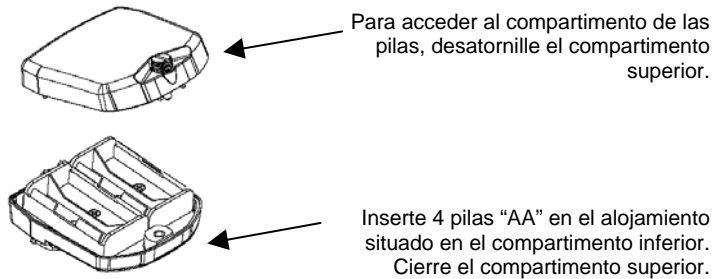 Para acceder al compartimento de las
pilas, desatornille el compartimento
superior.
Inserte 4 pilas “AA” en el alojamiento
situado en el compartimento inferior.
Cierre el compartimento superior.